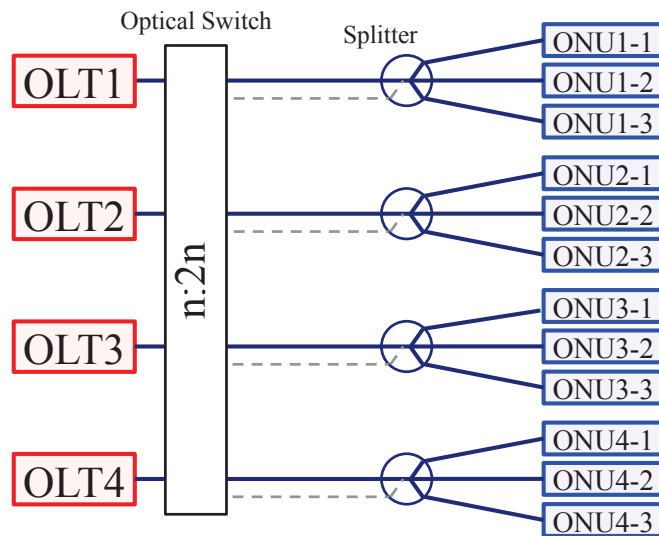 Optical Switch
Splitter
OLT1
ONU1-1
ONU1-2
ONU1-3
OLT2
ONU2-1
ONU2-2
ONU2-3
n:2n
OLT3
ONU3-1
ONU3-2
ONU3-3
OLT4
ONU4-1
ONU4-2
ONU4-3